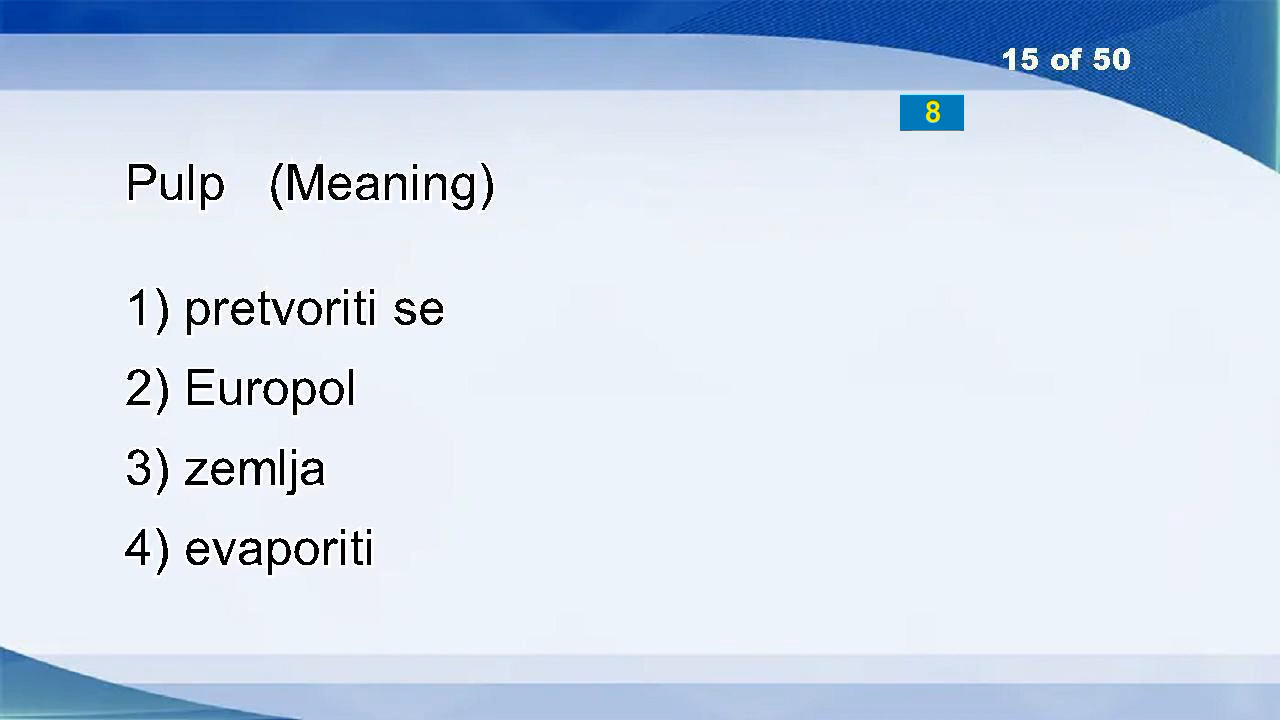 15 of 50
8
Pulp (Meaning)
1) pretvoriti se
2) Europol
3) zemlja
4) evaporiti